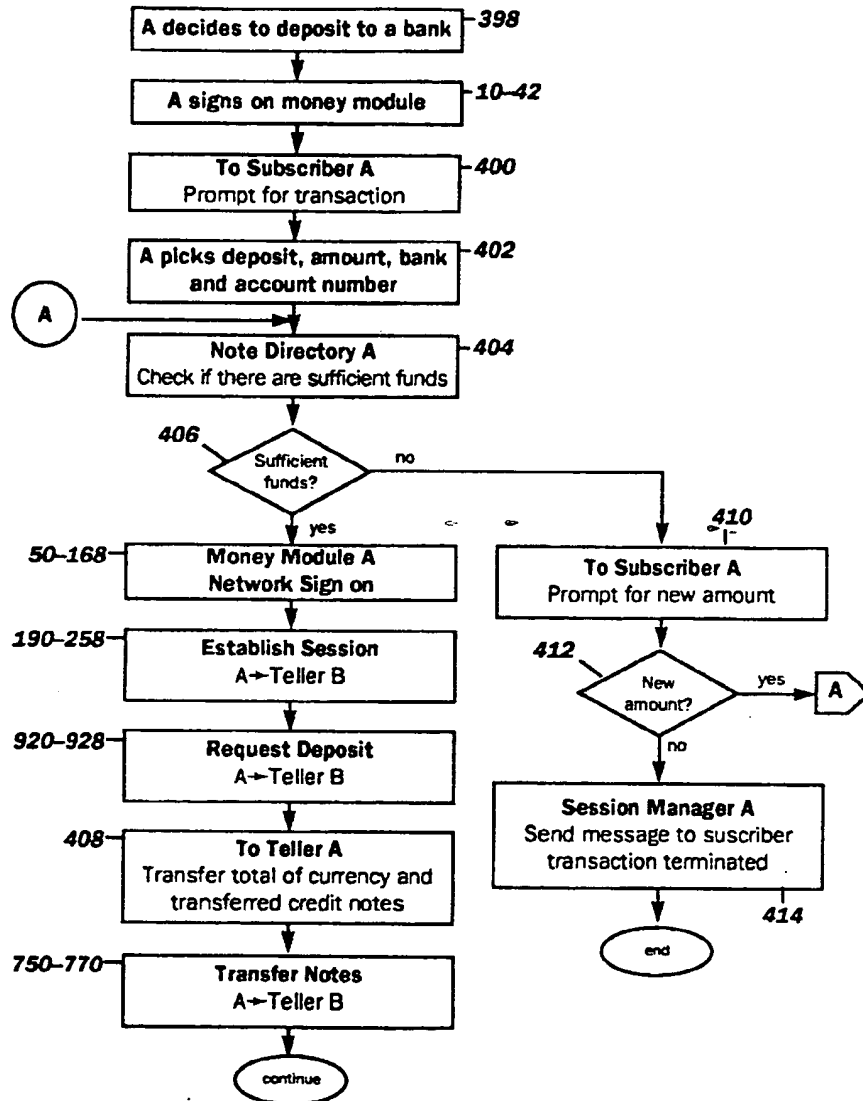 A decides to deposit to a bank
398
A signs on money module
10–42
To Subscriber A
Prompt for transaction
400
A picks deposit, amount, bank
and account number
402
A
Note Directory A
Check if there are sufficient funds
404
406
Sufficient
funds?
no
yes
50–168
Money Module A
Network Sign on
410
To Subscriber A
Prompt for new amount
190–258
Establish Session
A→Teller B
412
New
amount?
yes
A
no
920–928
Request Deposit
A→Teller B
Session Manager A
Send message to suscriber
transaction terminated
414
408
To Teller A
Transfer total of currency and
transferred credit notes
end
750–770
Transfer Notes
A→Teller B
continue